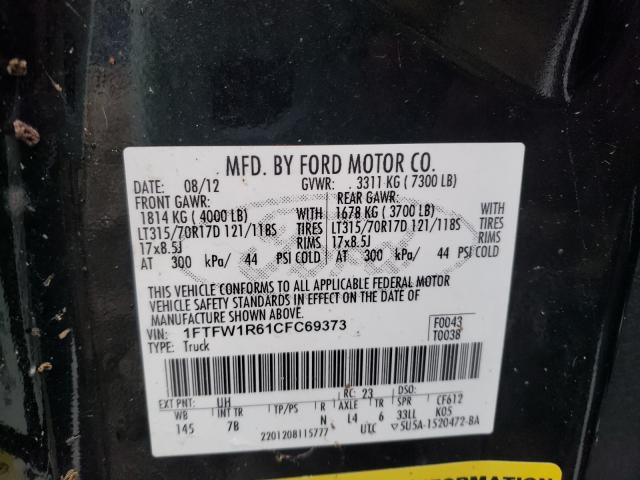 MFD. BY FORD MOTOR CO.
DATE: 08/12 GVWR: 3311 KG ( 7300 LB)
FRONT GAWR: REAR GAWR:
1814 KG ( 4000 LB) WITH 1678 KG ( 3700 LB) WITH
LT315/70R17D 121/118S TIRES LT315/70R17D 121/118S TIRES
17x8.5J RIMS 17x8.5J RIMS
AT 300 kPa/ 44 PSI COLD AT 300 kPa/ 44 PSI COLD
THIS VEHICLE CONFORMS TO ALL APPLICABLE FEDERAL MOTOR
VEHICLE SAFETY STANDARDS IN EFFECT ON THE DATE OF
MANUFACTURE SHOWN ABOVE.
VIN: 1FTFW1R61CFC69373 F0043
TYPE: Truck T0038
EXT PNT: UH RC: 23 DSO:
WB INT TR TP/PS R AXLE TR SPR CF612
145 7B N L4 6 33LL K05
2201208115777 UTC ▽5U5A-1520472-BA
Ford